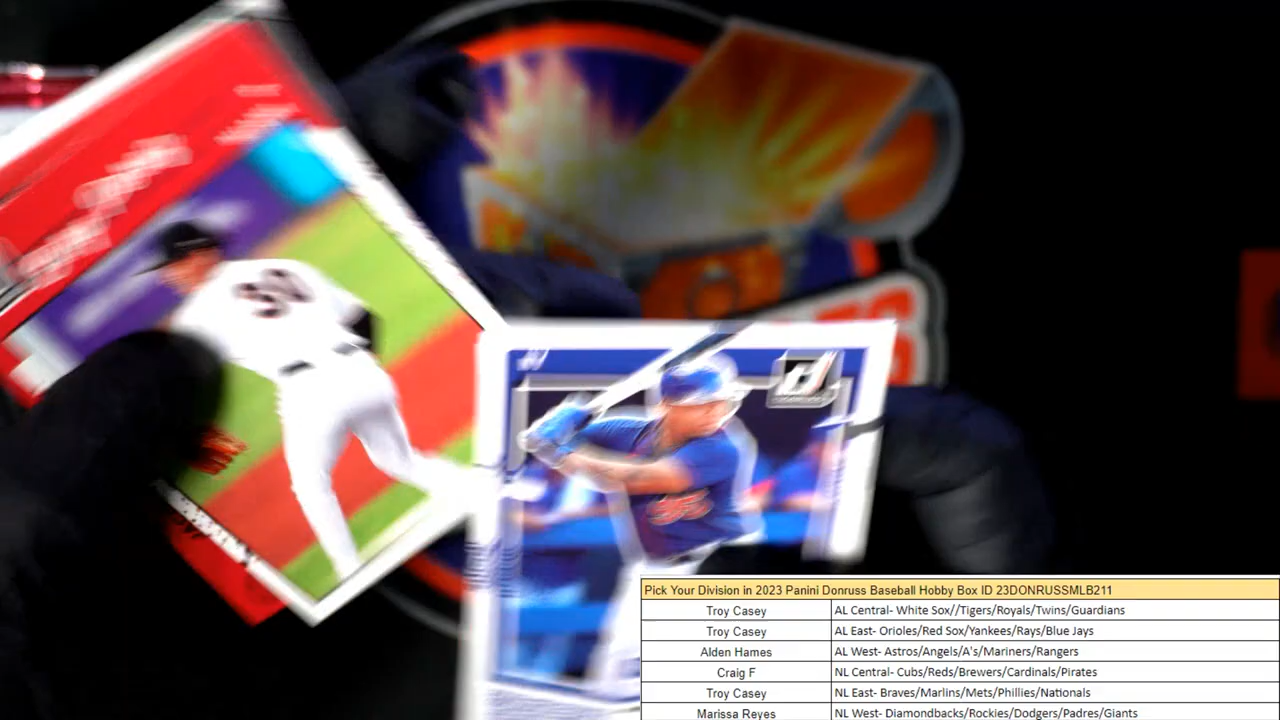 50
Pick Your Division in 2023 Panini Donruss Baseball Hobby Box ID 23DONRUSSMLB211
Troy Casey AL Central- White Sox//Tigers/Royals/Twins/Guardians
Troy Casey AL East- Orioles/Red Sox/Yankees/Rays/Blue Jays
Alden Hames AL West- Astros/Angels/A's/Mariners/Rangers
Craig F NL Central- Cubs/Reds/Brewers/Cardinals/Pirates
Troy Casey NL East- Braves/Marlins/Mets/Phillies/Nationals
Marissa Reyes NL West- Diamondbacks/Rockies/Dodgers/Padres/Giants